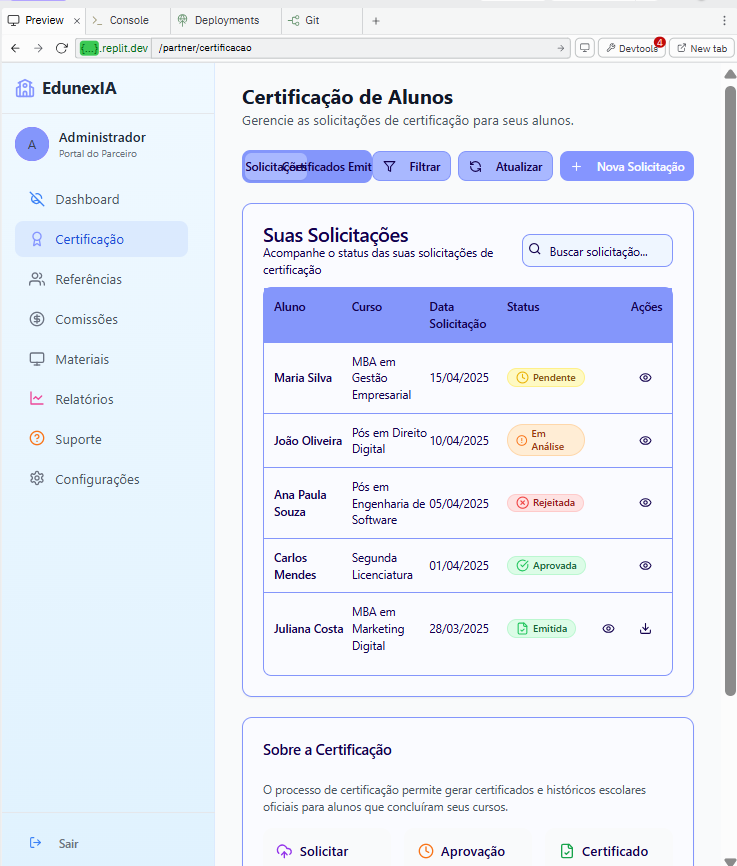 Preview
Console
Deployments
Git
{...}.replit.dev
/partner/certificacao
Devtools
4
New tab
EdunexIA
A
Administrador
Portal do Parceiro
Dashboard
Certificação
Referências
Comissões
Materiais
Relatórios
Suporte
Configurações
Sair
Certificação de Alunos
Gerencie as solicitações de certificação para seus alunos.
Solicitações
Certificados Emit
Filtrar
Atualizar
Nova Solicitação
Suas Solicitações
Acompanhe o status das suas solicitações de
certificação
Buscar solicitação...
Aluno Curso Data Status Ações
Solicitação
Maria Silva
MBA em
Gestão
Empresarial
15/04/2025
Pendente
João Oliveira
Pós em Direito
Digital
10/04/2025
Em
Análise
Ana Paula
Souza
Pós em
Engenharia de
Software
05/04/2025
Rejeitada
Carlos
Mendes
Segunda
Licenciatura
01/04/2025
Aprovada
Juliana Costa
MBA em
Marketing
Digital
28/03/2025
Emitida
Sobre a Certificação
O processo de certificação permite gerar certificados e históricos escolares
oficiais para alunos que concluíram seus cursos.
Solicitar
Aprovação
Certificado